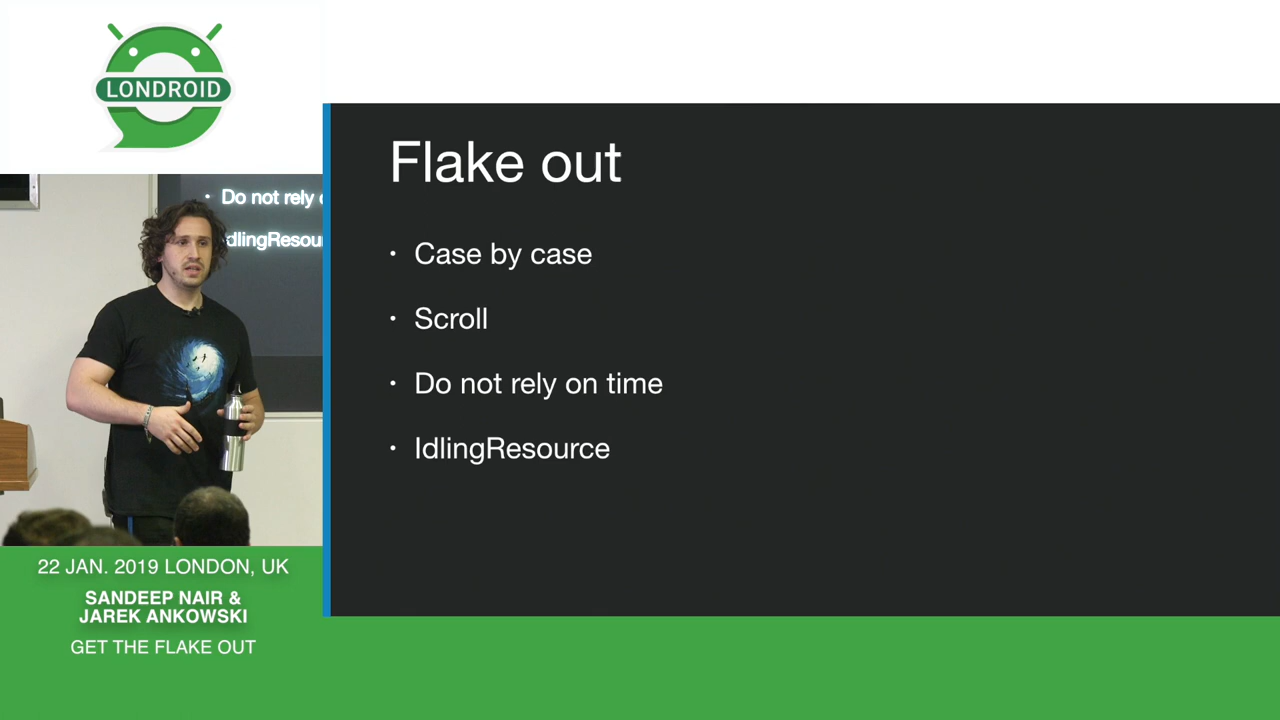 LONDROID
Do not rely
dlingResou
22 JAN. 2019 LONDON, UK
SANDEEP NAIR &
JAREK ANKOWSKI
GET THE FLAKE OUT
Flake out
• Case by case
• Scroll
• Do not rely on time
• IdlingResource